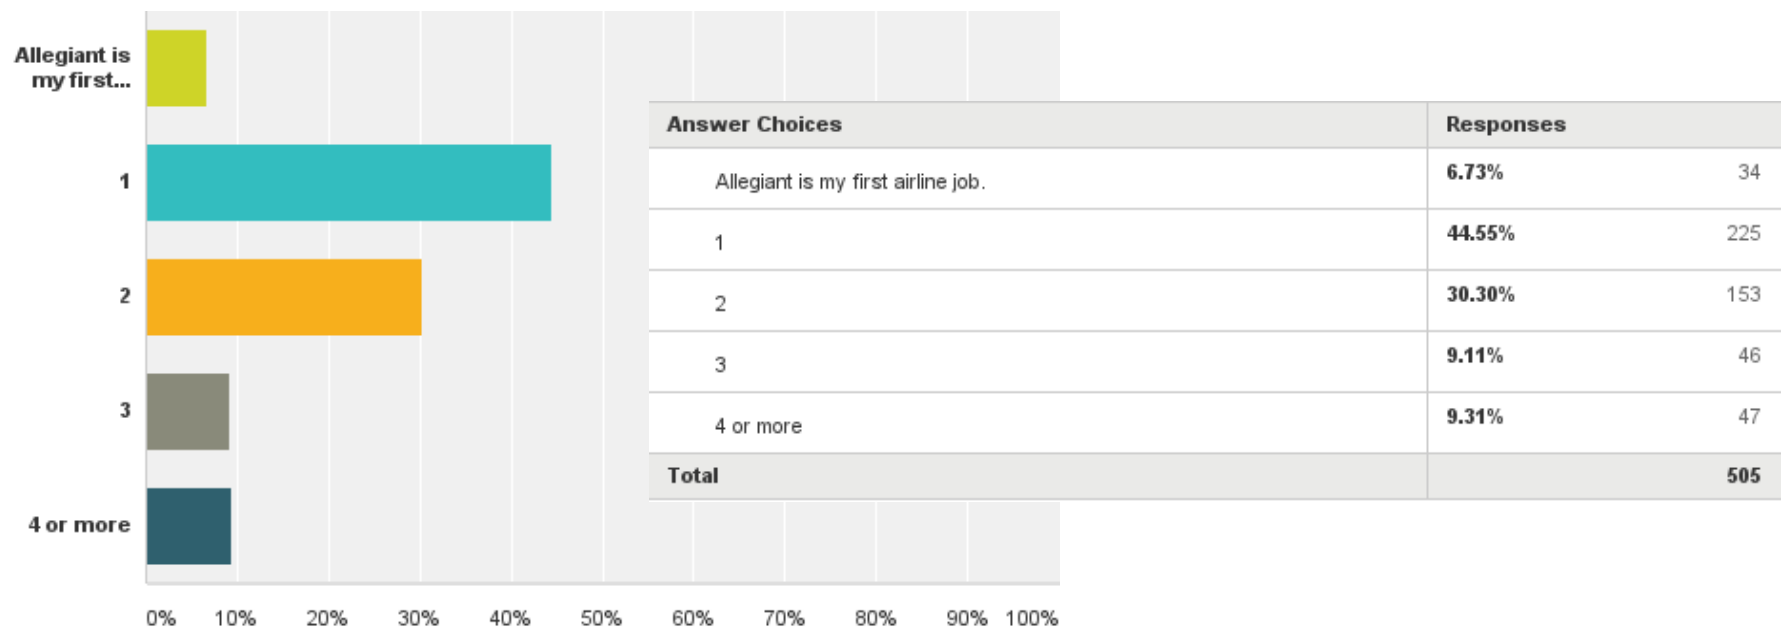 Allegiant is
my first...
1
2
3
4 or more
0% 10% 20% 30% 40% 50% 60% 70% 80% 90% 100%
Answer Choices Responses
Allegiant is my first airline job. 6.73% 34
1 44.55% 225
2 30.30% 153
3 9.11% 46
4 or more 9.31% 47
Total 505